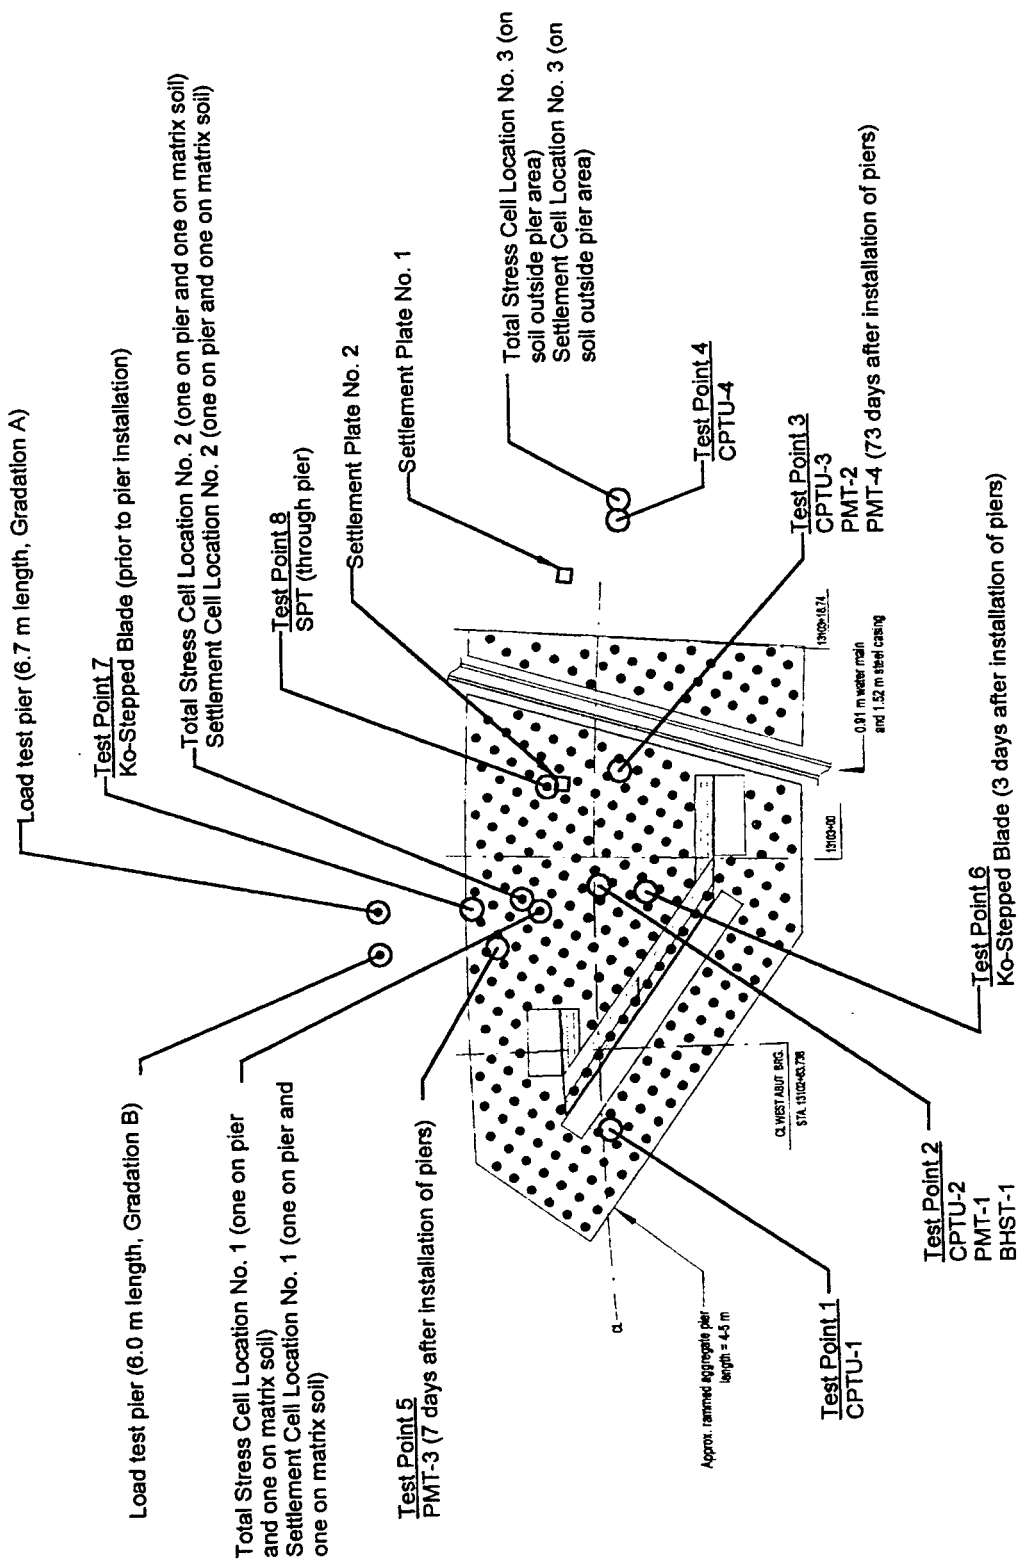 Load test pier (6.7 m length, Gradation A)
Test Point 7
Ko-Stepped Blade (prior to pier installation)
Total Stress Cell Location No. 2 (one on pier and one on matrix soil)
Settlement Cell Location No. 2 (one on pier and one on matrix soil)
Test Point 8
SPT (through pier)
Settlement Plate No. 2
Settlement Plate No. 1
Total Stress Cell Location No. 3 (on
soil outside pier area)
Settlement Cell Location No. 3 (on
soil outside pier area)
Test Point 4
CPTU-4
Test Point 3
CPTU-3
PMT-2
PMT-4 (73 days after installation of piers)
Load test pier (6.0 m length, Gradation B)
Total Stress Cell Location No. 1 (one on pier
and one on matrix soil)
Settlement Cell Location No. 1 (one on pier and
one on matrix soil)
Test Point 5
PMT-3 (7 days after installation of piers)
13103+18.74
0.91 m water main
and 1.52 m steel casing
13103+00
CL WEST ABUT BRG.
STA. 13102+83.738
CL
Approx. rammed aggregate pier
length = 4-5 m
Test Point 1
CPTU-1
Test Point 2
CPTU-2
PMT-1
BHST-1
Test Point 6
Ko-Stepped Blade (3 days after installation of piers)